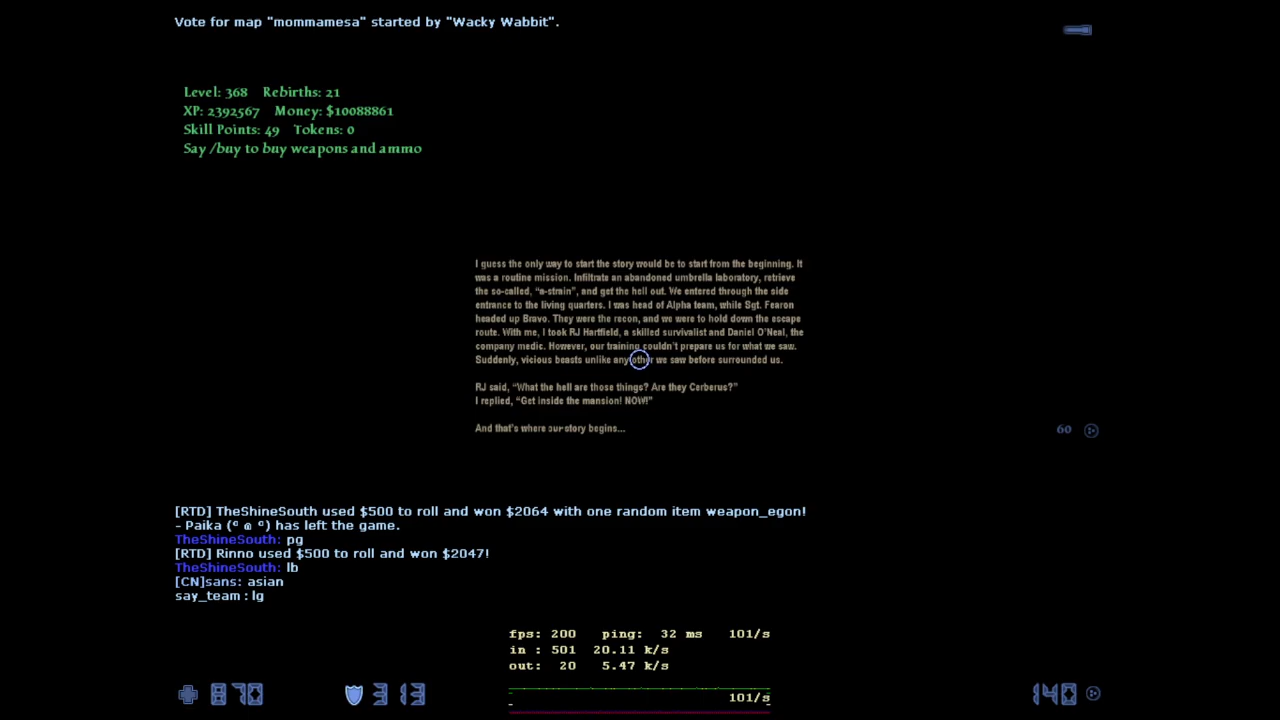 Vote for map "mommamesa" started by "Wacky Wabbit".
Level: 368 Rebirths: 21
XP: 2392567 Money: $10088861
Skill Points: 49 Tokens: 0
Say /buy to buy weapons and ammo
I guess the only way to start the story would be to start from the beginning. It
was a routine mission. Infiltrate an abandoned umbrella laboratory, retrieve
the so-called, “n-strain”, and get the hell out. We entered through the side
entrance to the living quarters. I was head of Alpha team, while Sgt. Fearon
headed up Bravo. They were the recon, and we were to hold down the escape
route. With me, I took RJ Hartfield, a skilled survivalist and Daniel O’Neal, the
company medic. However, our training couldn’t prepare us for what we saw.
Suddenly, vicious beasts unlike any other we saw before surrounded us.
RJ said, “What the hell are those things? Are they Cerberus?”
I replied, “Get inside the mansion! NOW!”
And that’s where our story begins...
60
[RTD] TheShineSouth used $500 to roll and won $2064 with one random item weapon_egon!
- Paika (ᄃ ɷ ᄃ) has left the game.
TheShineSouth: pg
[RTD] Rinno used $500 to roll and won $2047!
TheShineSouth: lb
[CN]sans: asian
say_team : lg
fps: 200 ping: 32 ms 101/s
in : 501 20.11 k/s
out: 20 5.47 k/s
101/s
870 313 140